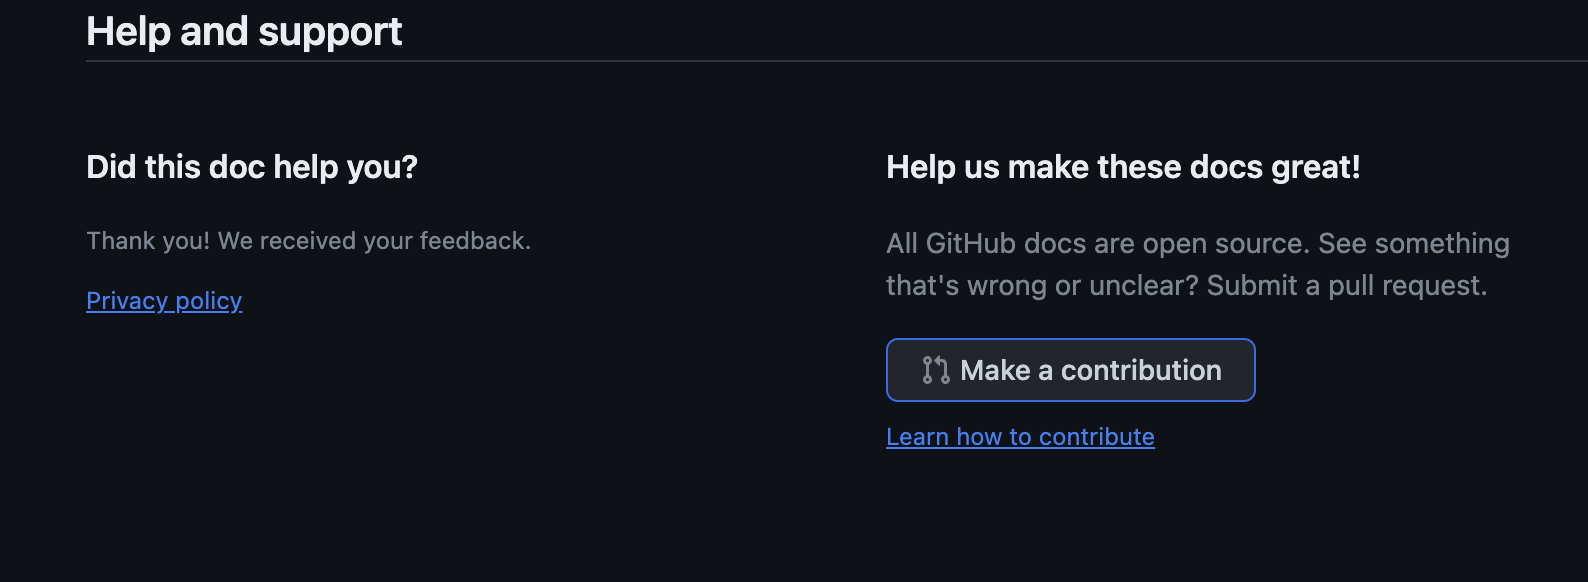 Help and support
Did this doc help you?
Thank you! We received your feedback.
Privacy policy
Help us make these docs great!
All GitHub docs are open source. See something
that's wrong or unclear? Submit a pull request.
Make a contribution
Learn how to contribute